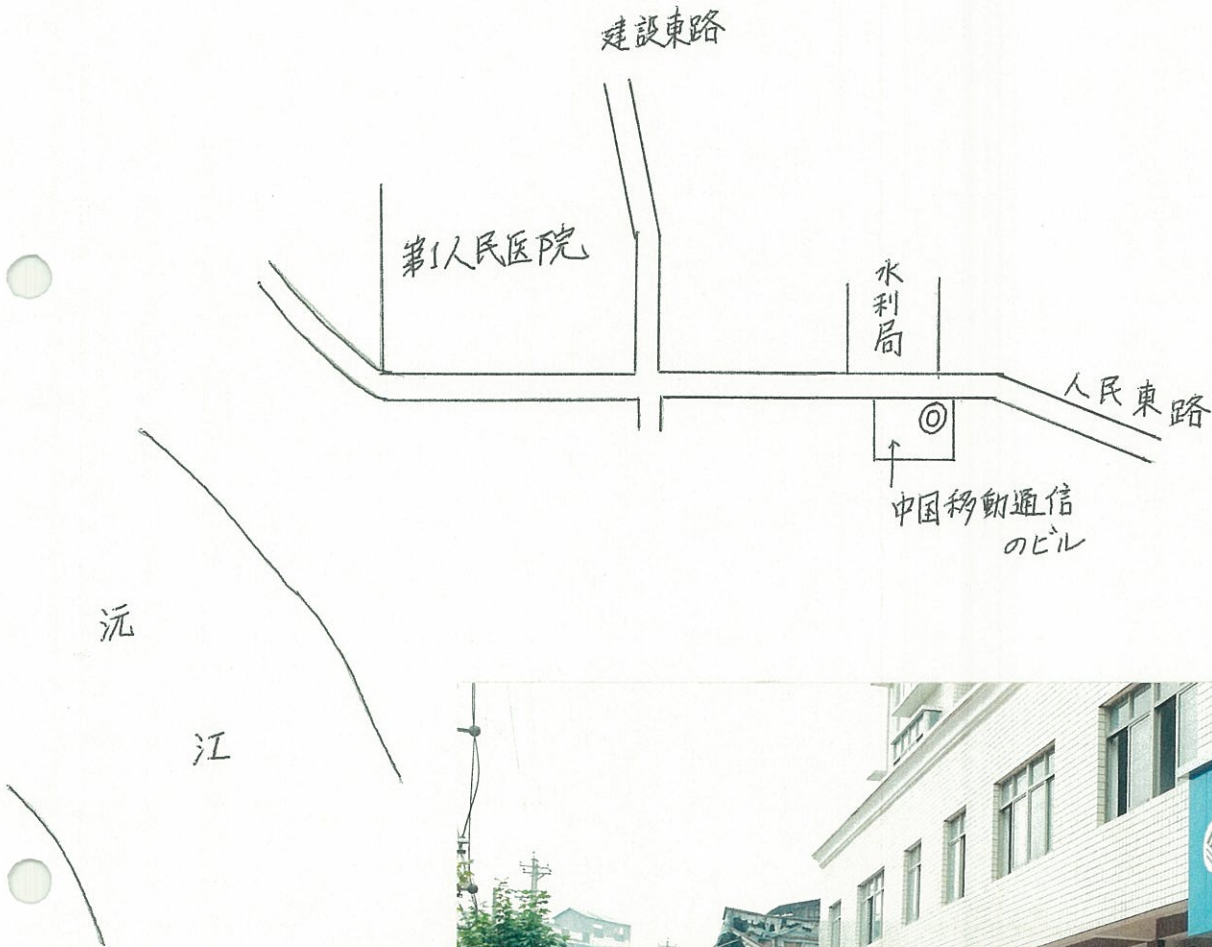 建設東路
第1人民医院
水利局
人民東路
中国移動通信
のビル
沅
江